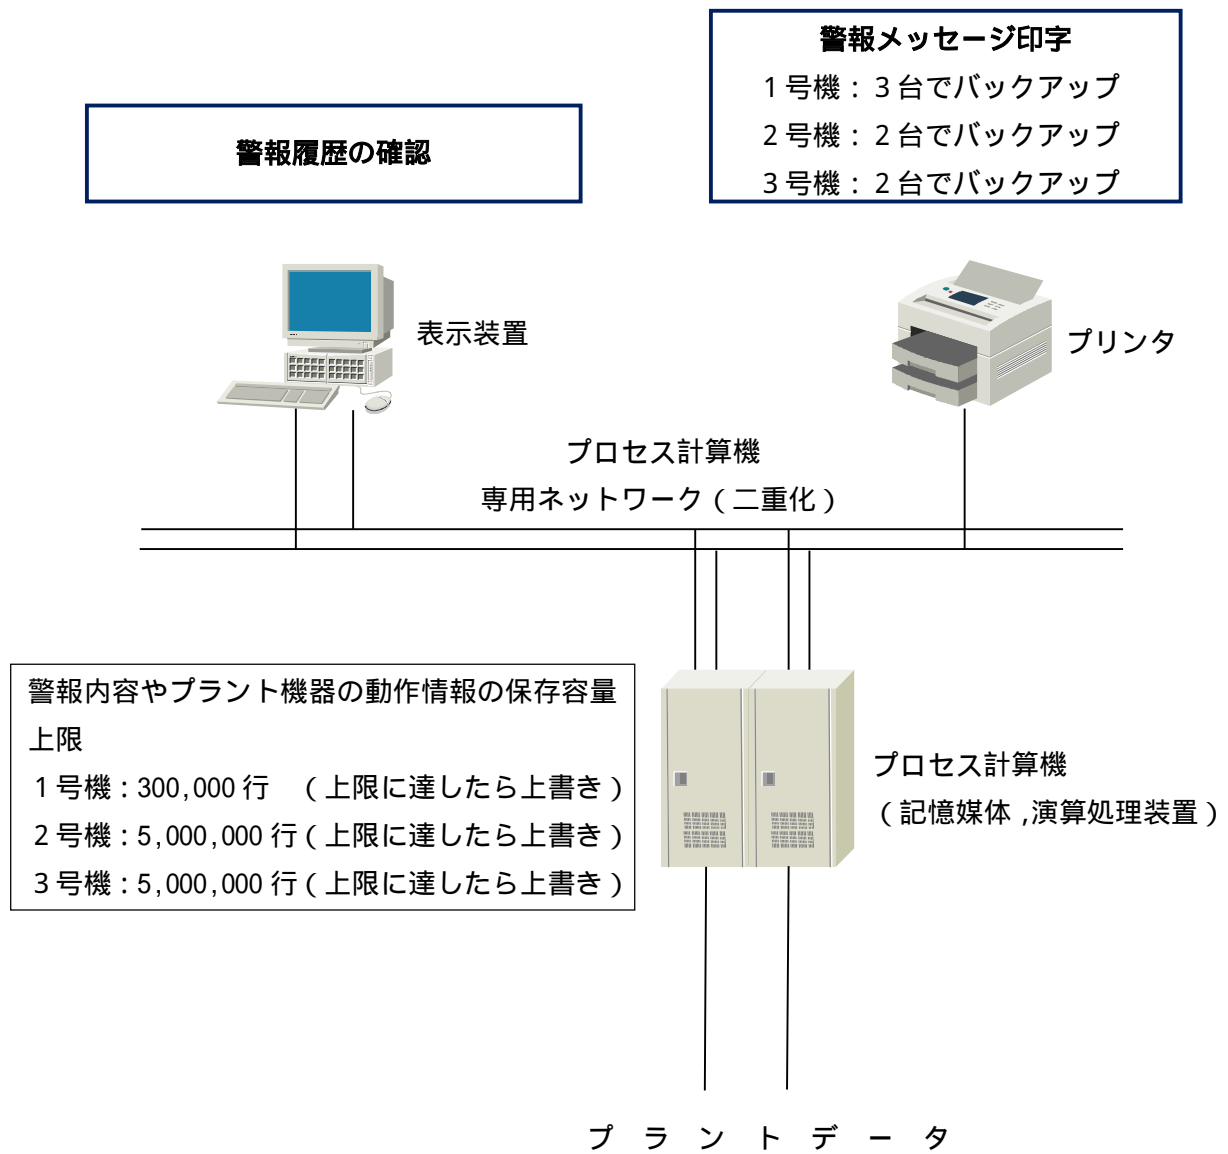 警報メッセージ印字
1号機：3台でバックアップ
2号機：2台でバックアップ
3号機：2台でバックアップ
警報履歴の確認
表示装置
プリンタ
プロセス計算機
専用ネットワーク（二重化）
警報内容やプラント機器の動作情報の保存容量
上限
1号機：300,000行　（上限に達したら上書き）
2号機：5,000,000行（上限に達したら上書き）
3号機：5,000,000行（上限に達したら上書き）
プロセス計算機
（記憶媒体,演算処理装置）
プ　ラ　ン　ト　デ　ー　タ